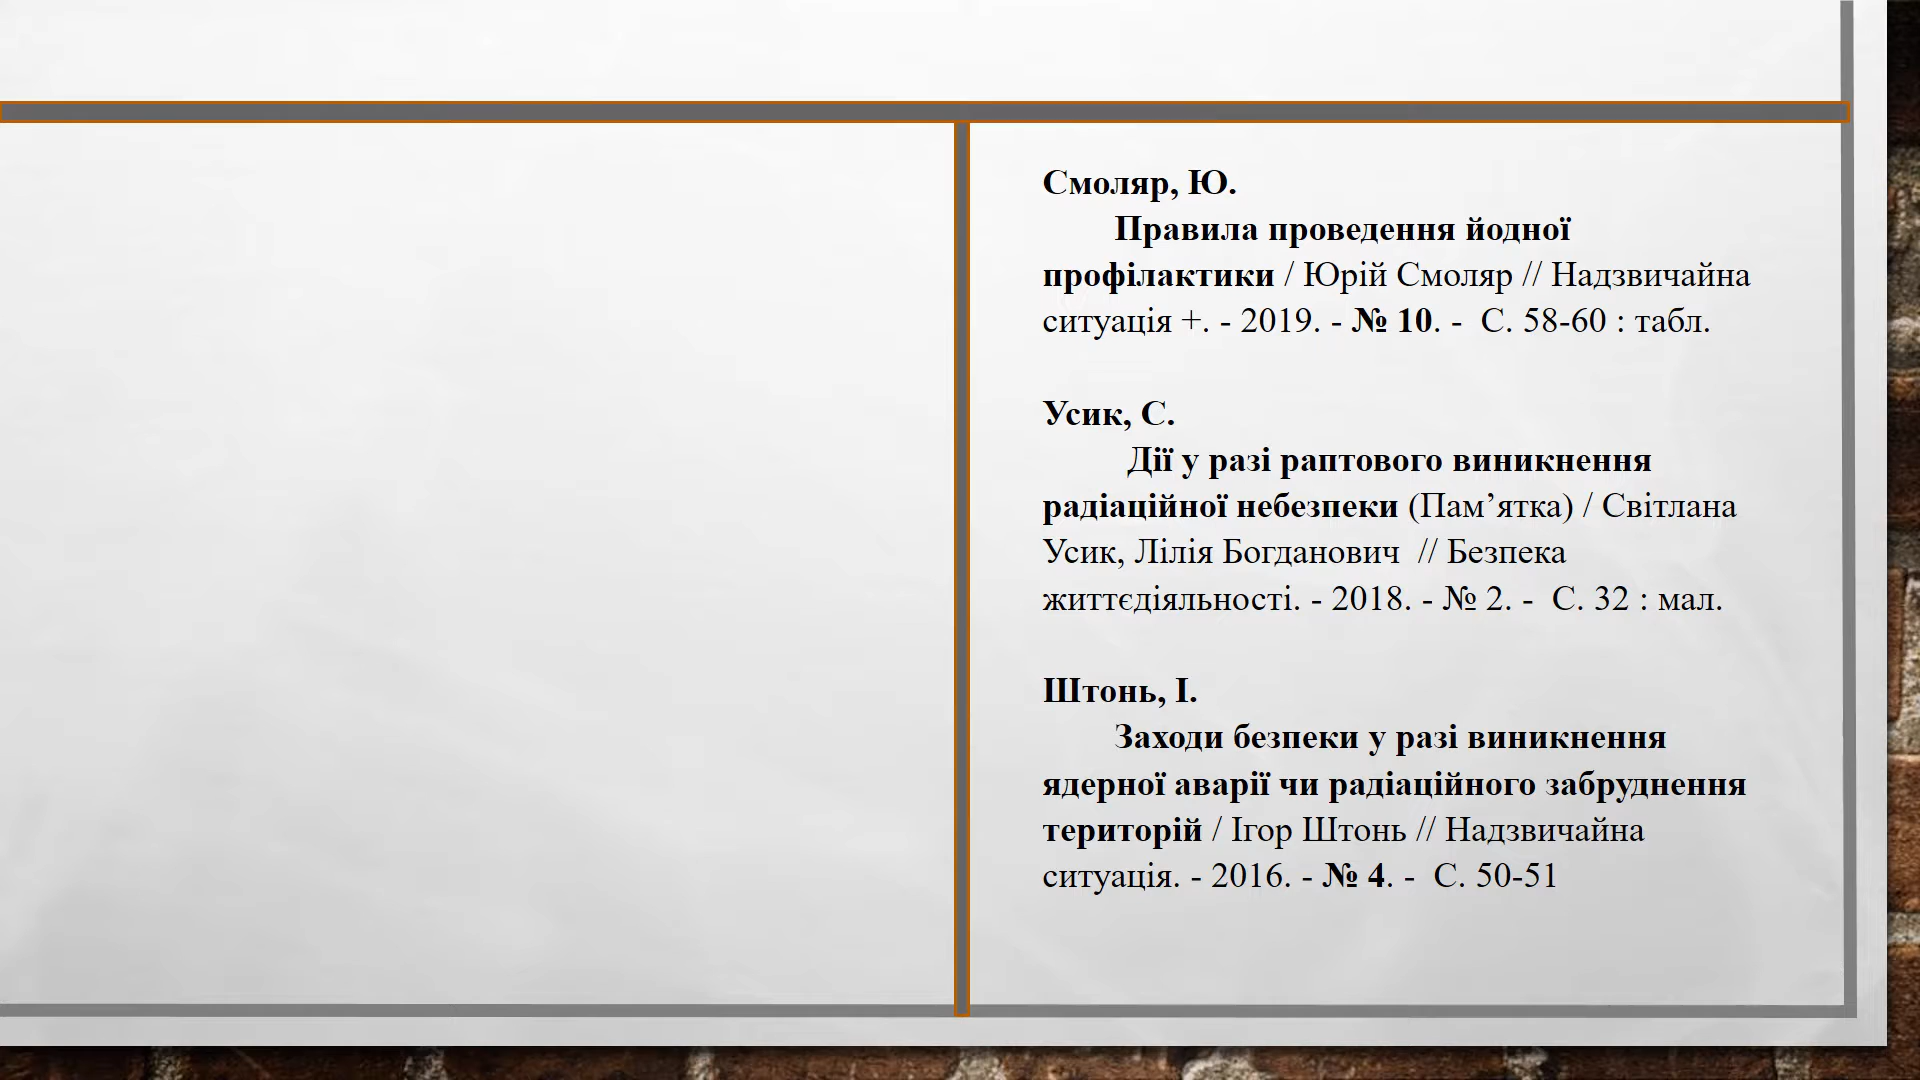 Смоляр, Ю.
Правила проведення йодної
профілактики / Юрій Смоляр // Надзвичайна
ситуація +. - 2019. - № 10. -  С. 58-60 : табл.
Усик, С.
Дії у разі раптового виникнення
радіаційної небезпеки (Пам’ятка) / Світлана
Усик, Лілія Богданович  // Безпека
життєдіяльності. - 2018. - № 2. -  С. 32 : мал.
Штонь, І.
Заходи безпеки у разі виникнення
ядерної аварії чи радіаційного забруднення
територій / Ігор Штонь // Надзвичайна
ситуація. - 2016. - № 4. -  С. 50-51